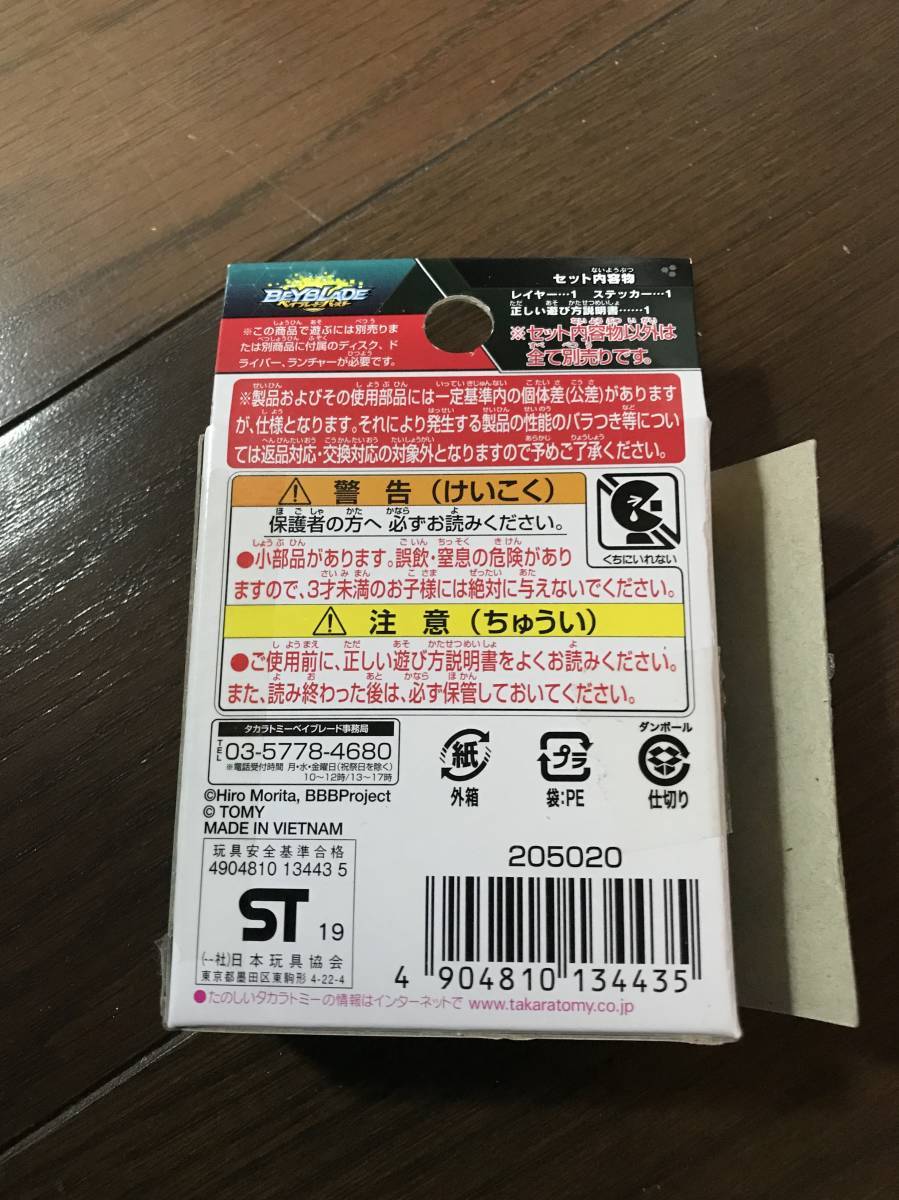 BEYBLADE
ベイブレードバースト
※この商品で遊ぶには別売りま
たは別商品に付属のディスク、ド
ライバー、ランチャーが必要です。
セット内容物
レイヤー…1 ステッカー…1
正しい遊び方説明書……1
※セット内容物以外は
全て別売りです。
※製品およびその使用部品には一定基準内の個体差(公差)があります
が、仕様となります。それにより発生する製品の性能のバラつき等につい
ては返品対応・交換対応の対象外となりますので予めご了承ください。
⚠ 警告(けいこく)
保護者の方へ 必ずお読みください。
くちにいれない
●小部品があります。誤飲・窒息の危険があり
ますので、3才未満のお子様には絶対に与えないでください。
⚠ 注意(ちゅうい)
●ご使用前に、正しい遊び方説明書をよくお読みください。
また、読み終わった後は、必ず保管しておいてください。
タカラトミーベイブレード事務局
TEL 03-5778-4680
※電話受付時間 月・水・金曜日(祝祭日を除く)
10〜12時/13〜17時
紙
外箱
プラ
袋:PE
ダンボール
仕切り
©Hiro Morita, BBBProject
© TOMY
MADE IN VIETNAM
玩具安全基準合格
4904810 13443 5
ST 19
(一社)日本玩具協会
東京都墨田区東駒形 4-22-4
205020
4 904810 134435
●たのしいタカラトミーの情報はインターネットで www.takaratomy.co.jp